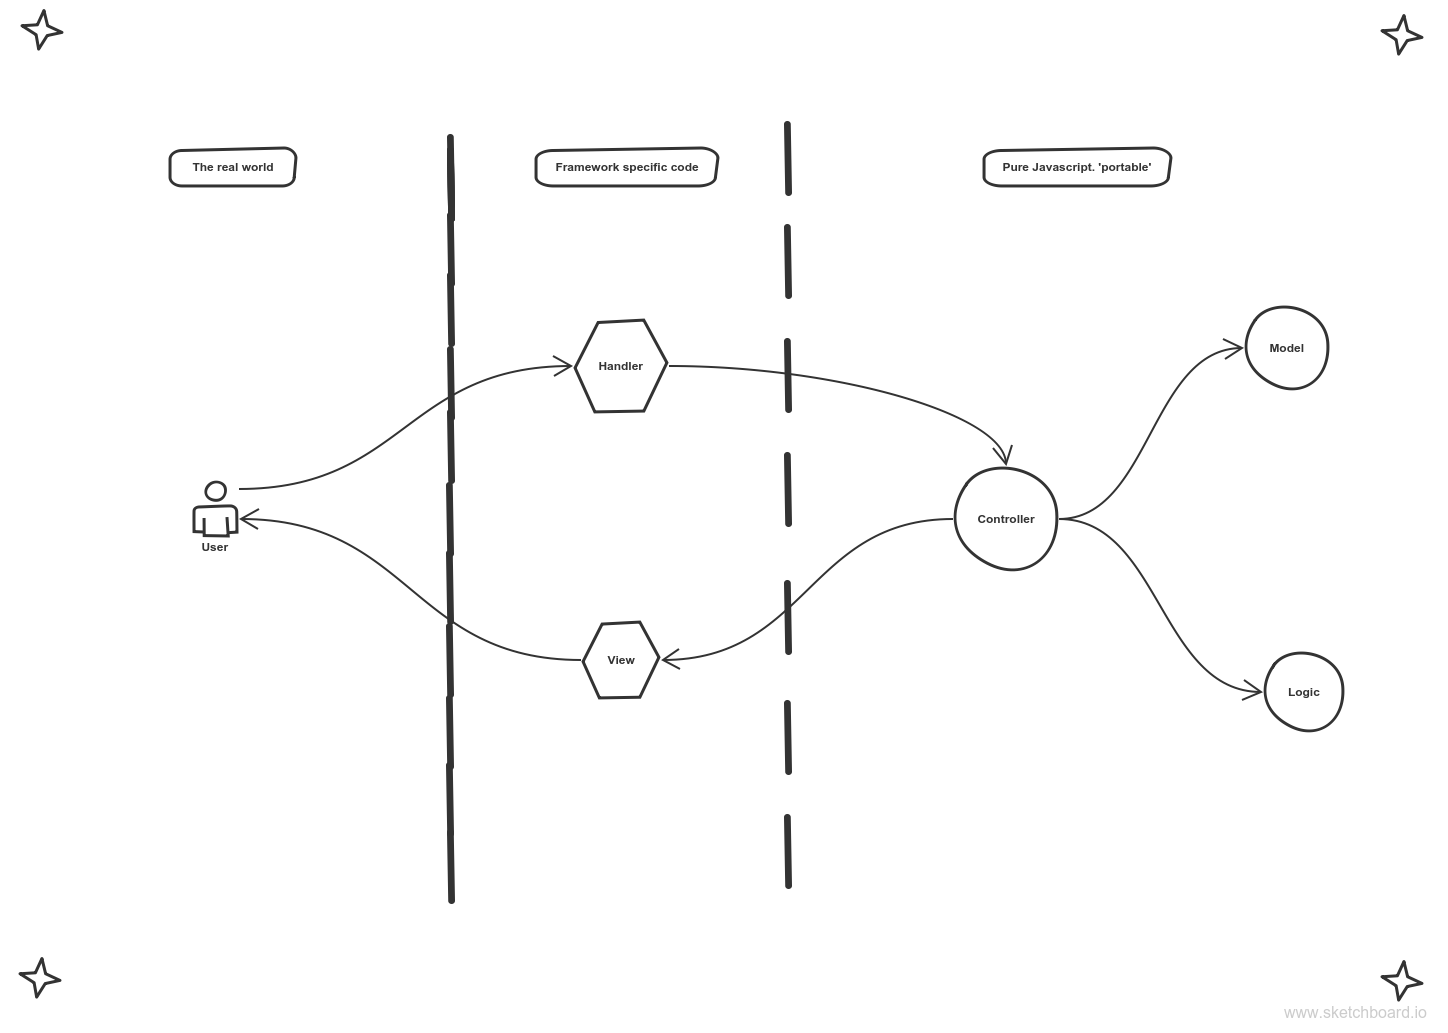 The real world
Framework specific code
Pure Javascript. 'portable'
Handler
Model
User
Controller
View
Logic
www.sketchboard.io